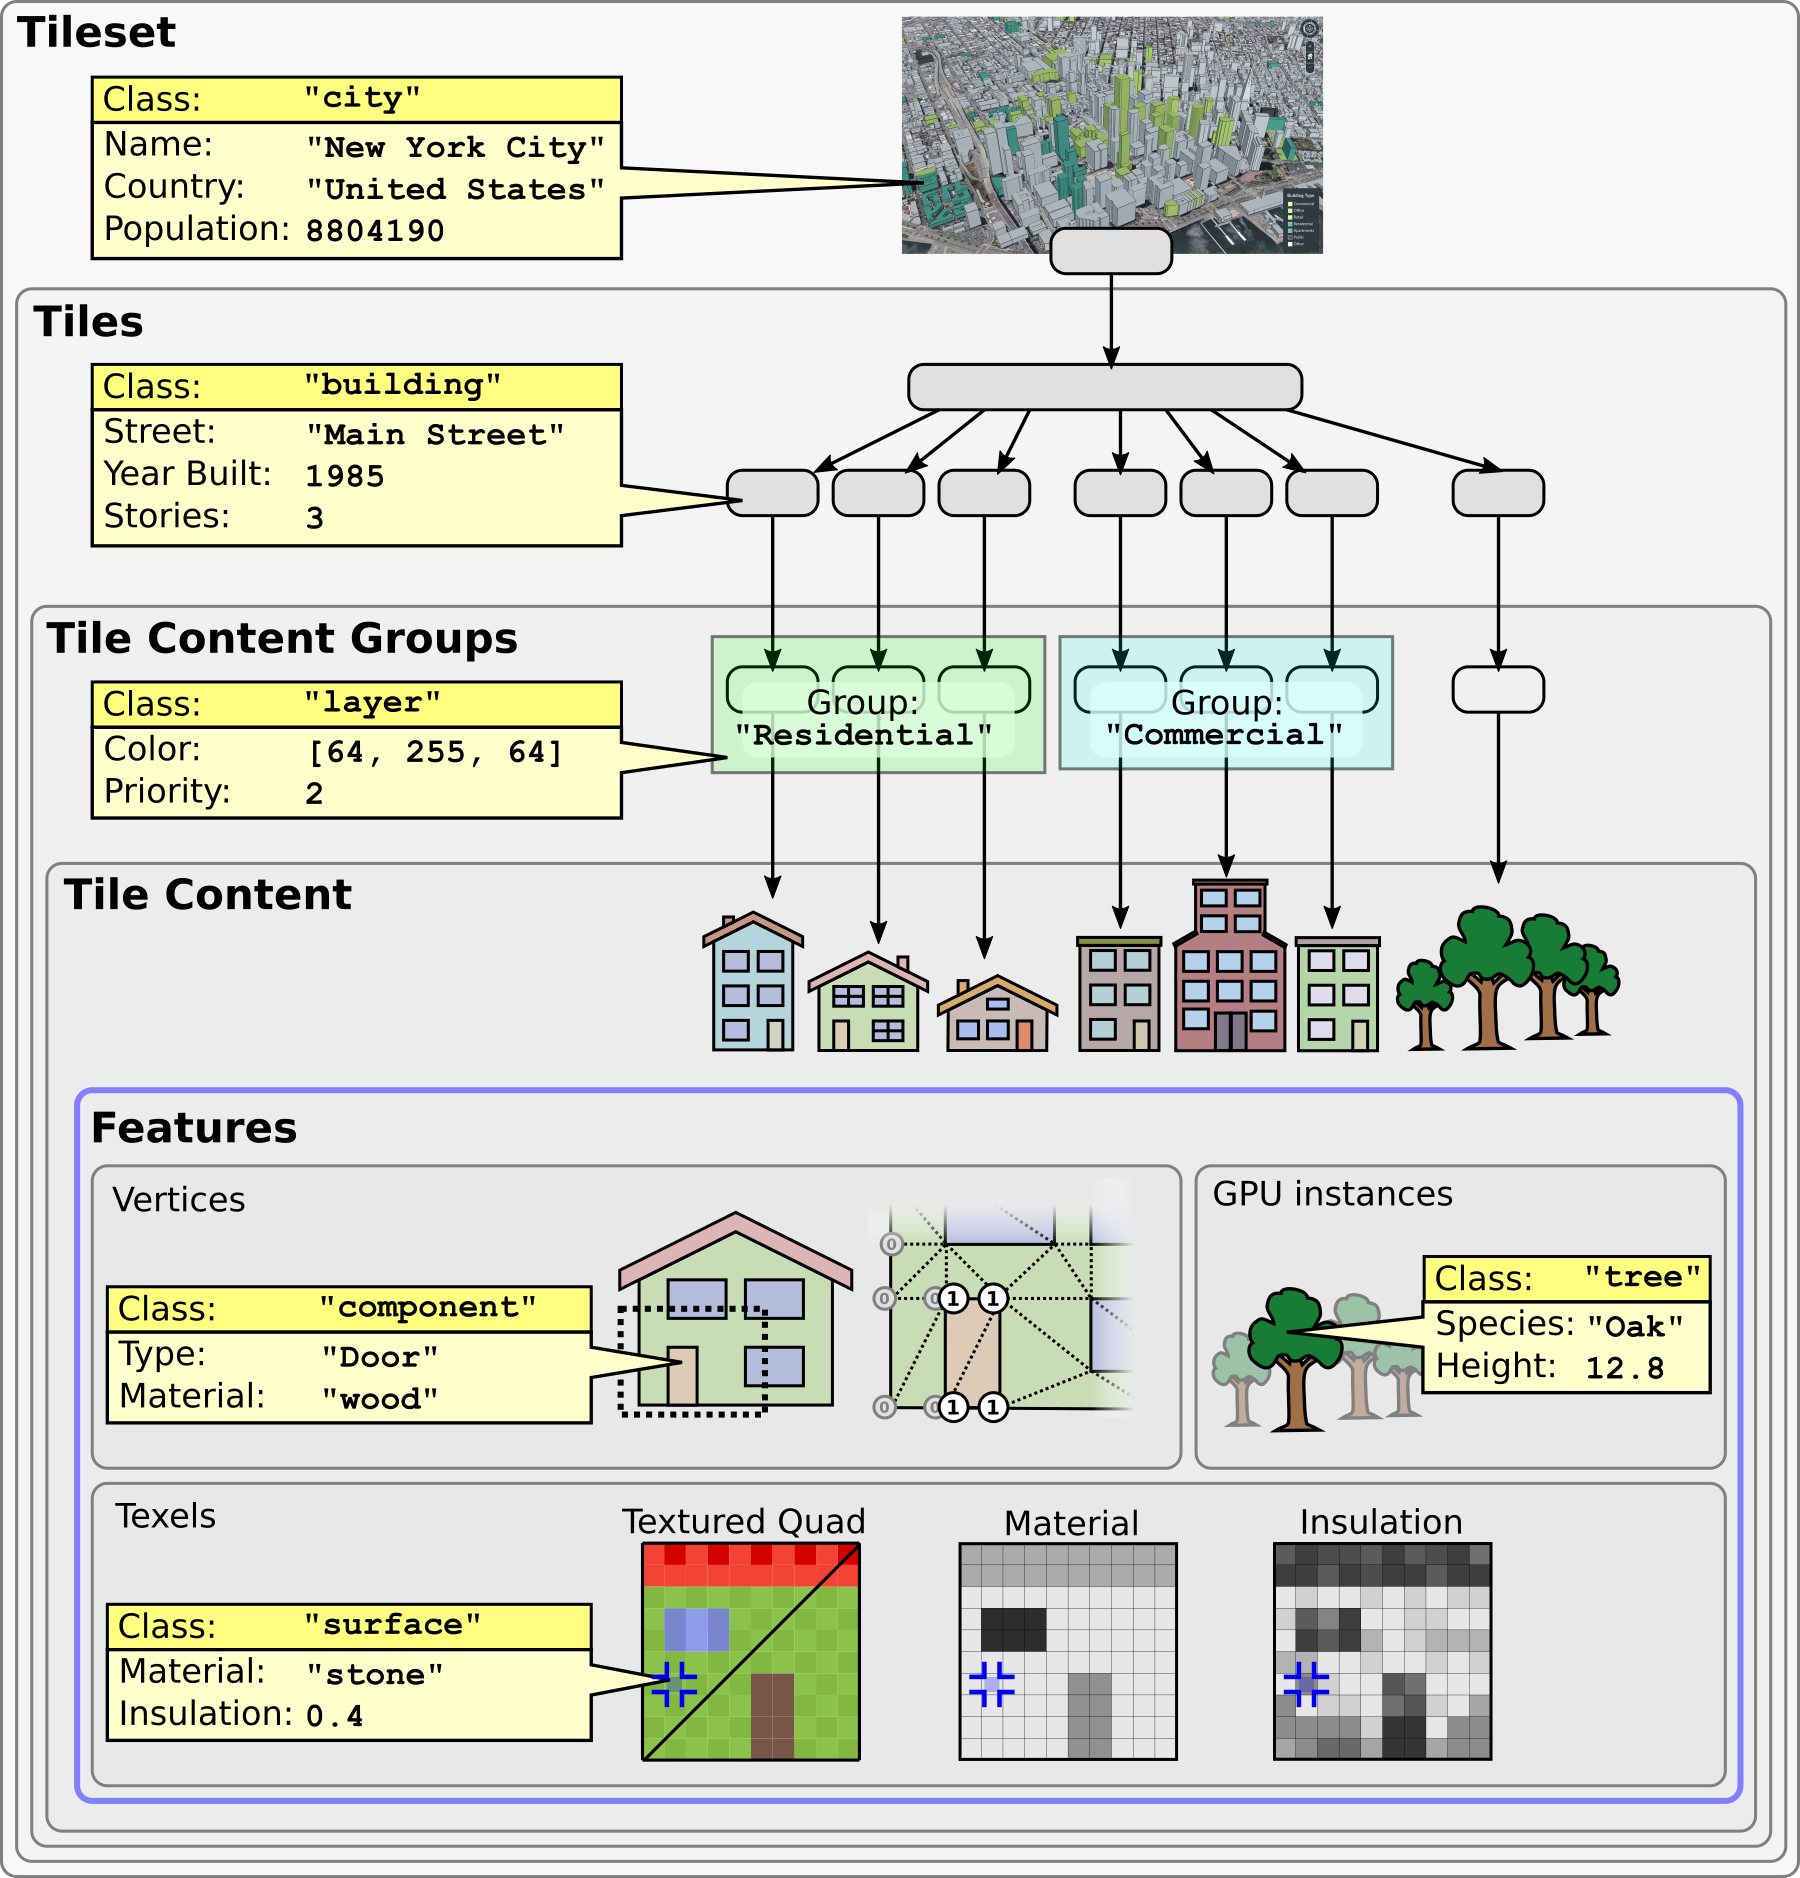 Tileset
Class: "city"
Name: "New York City"
Country: "United States"
Population: 8804190
Tiles
Class: "building"
Street: "Main Street"
Year Built: 1985
Stories: 3
Tile Content Groups
Class: "layer"
Color: [64, 255, 64]
Priority: 2
Group:
"Residential"
Group:
"Commercial"
Tile Content
Features
Vertices
Class: "component"
Type: "Door"
Material: "wood"
0
0 0 1 1
0 0 1 1
GPU instances
Class: "tree"
Species: "Oak"
Height: 12.8
Texels
Class: "surface"
Material: "stone"
Insulation: 0.4
Textured Quad
Material
Insulation